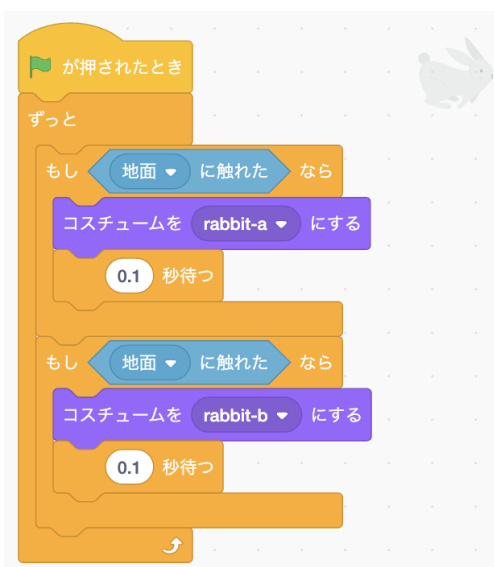 が押されたとき
ずっと
もし 地面 に触れた なら
コスチュームを rabbit-a にする
0.1 秒待つ
もし 地面 に触れた なら
コスチュームを rabbit-b にする
0.1 秒待つ